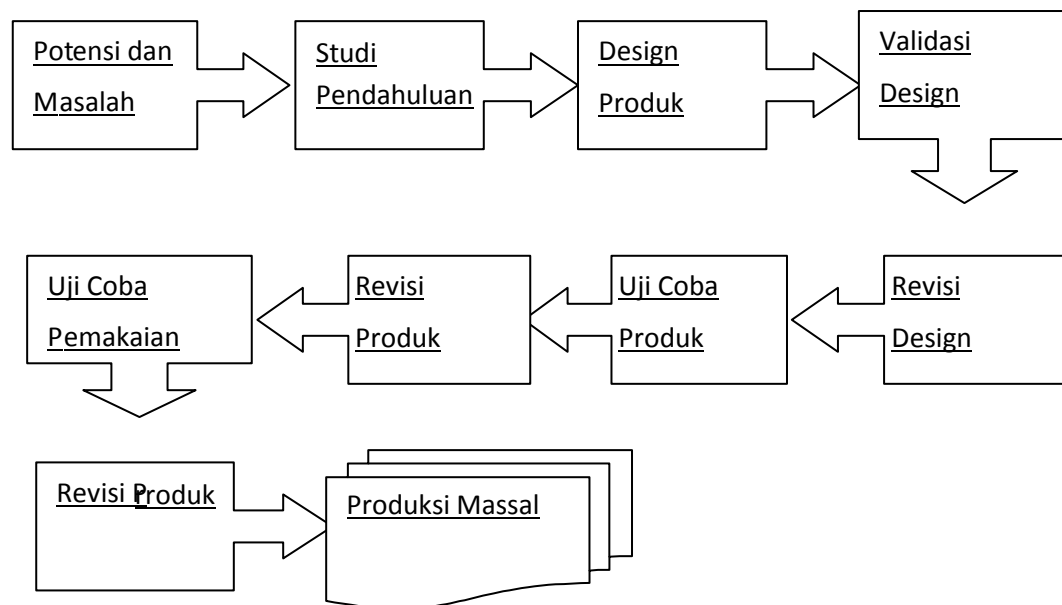 Potensi dan
Masalah
Studi
Pendahuluan
Design
Produk
Validasi
Design
Revisi
Design
Uji Coba
Produk
Revisi
Produk
Uji Coba
Pemakaian
Revisi Produk
Produksi Massal